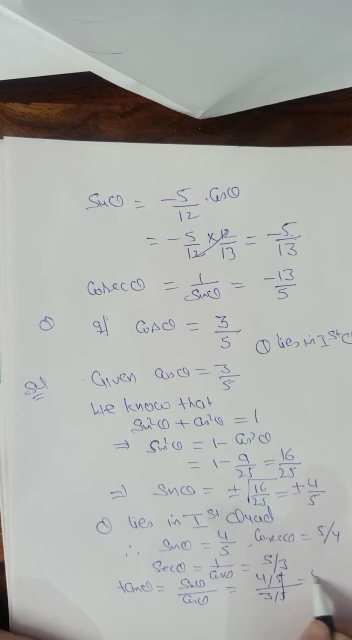 Sinθ = -5/12 . Cosθ
= -5/12 × 12/13 = -5/13
Cosecθ = 1/Sinθ = -13/5
If Cosθ = 3/5 θ lies in Ist
Given cosθ = 3/5
We know that
Sin²θ + cos²θ = 1
⇒ Sin²θ = 1 - cos²θ
= 1 - 9/25 = 16/25
⇒ Sinθ = ± √16/25 = ± 4/5
θ lies in Ist Quad
∴ Sinθ = 4/5 . Cosecθ = 5/4
Secθ = 1/cosθ = 5/3
tanθ = Sinθ/Cosθ = 4/5/3/5 =